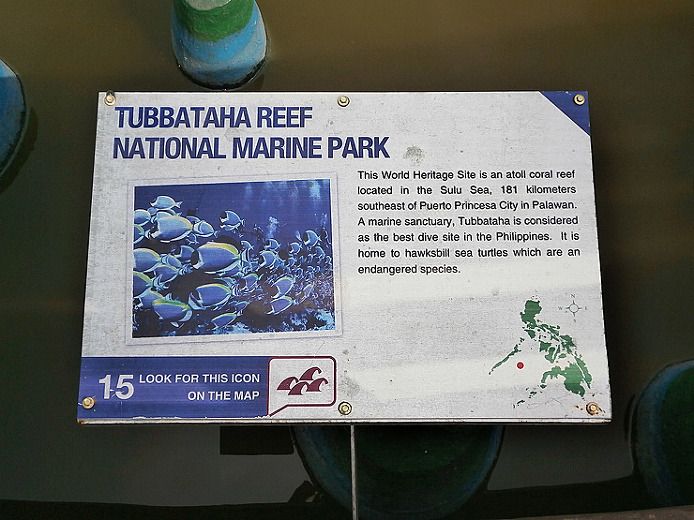 TUBBATAHA REEF
NATIONAL MARINE PARK
This World Heritage Site is an atoll coral reef
located in the Sulu Sea, 181 kilometers
southeast of Puerto Princesa City in Palawan.
A marine sanctuary, Tubbataha is considered
as the best dive site in the Philippines. It is
home to hawksbill sea turtles which are an
endangered species.
N
W
15 LOOK FOR THIS ICON
ON THE MAP